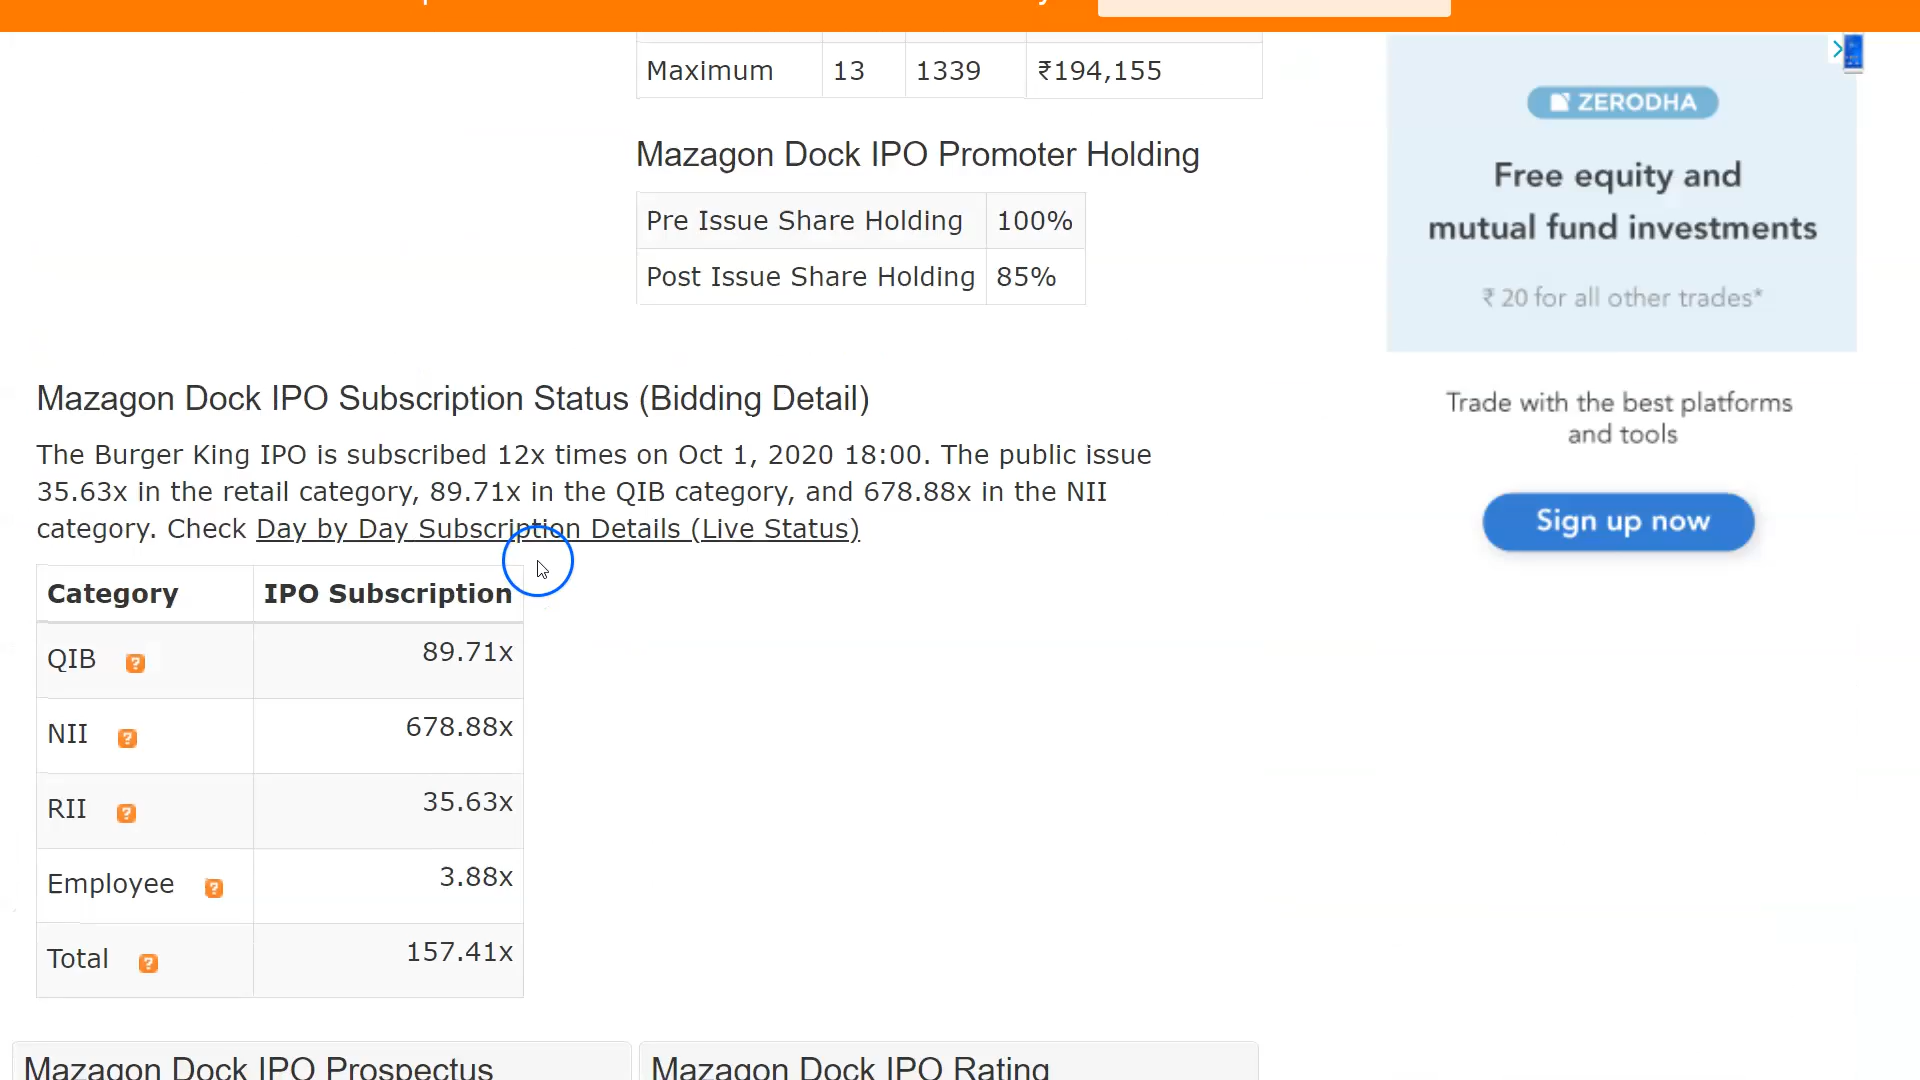 Maximum 13 1339 ₹194,155
Mazagon Dock IPO Promoter Holding
Pre Issue Share Holding 100%
Post Issue Share Holding 85%
Mazagon Dock IPO Subscription Status (Bidding Detail)
The Burger King IPO is subscribed 12x times on Oct 1, 2020 18:00. The public issue
35.63x in the retail category, 89.71x in the QIB category, and 678.88x in the NII
category. Check Day by Day Subscription Details (Live Status)
Category IPO Subscription
QIB ? 89.71x
NII ? 678.88x
RII ? 35.63x
Employee ? 3.88x
Total ? 157.41x
Mazagon Dock IPO Prospectus
Mazagon Dock IPO Rating
ZERODHA
Free equity and
mutual fund investments
₹ 20 for all other trades*
Trade with the best platforms
and tools
Sign up now